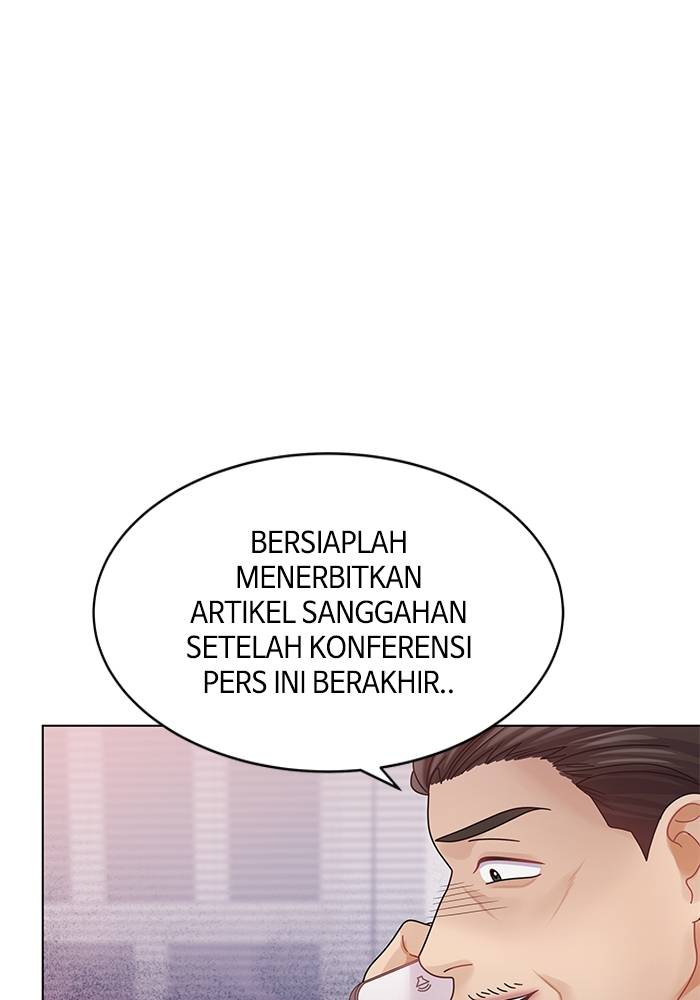 BERSIAPLAH
MENERBITKAN
ARTIKEL SANGGAHAN
SETELAH KONFERENSI
PERS INI BERAKHIR..